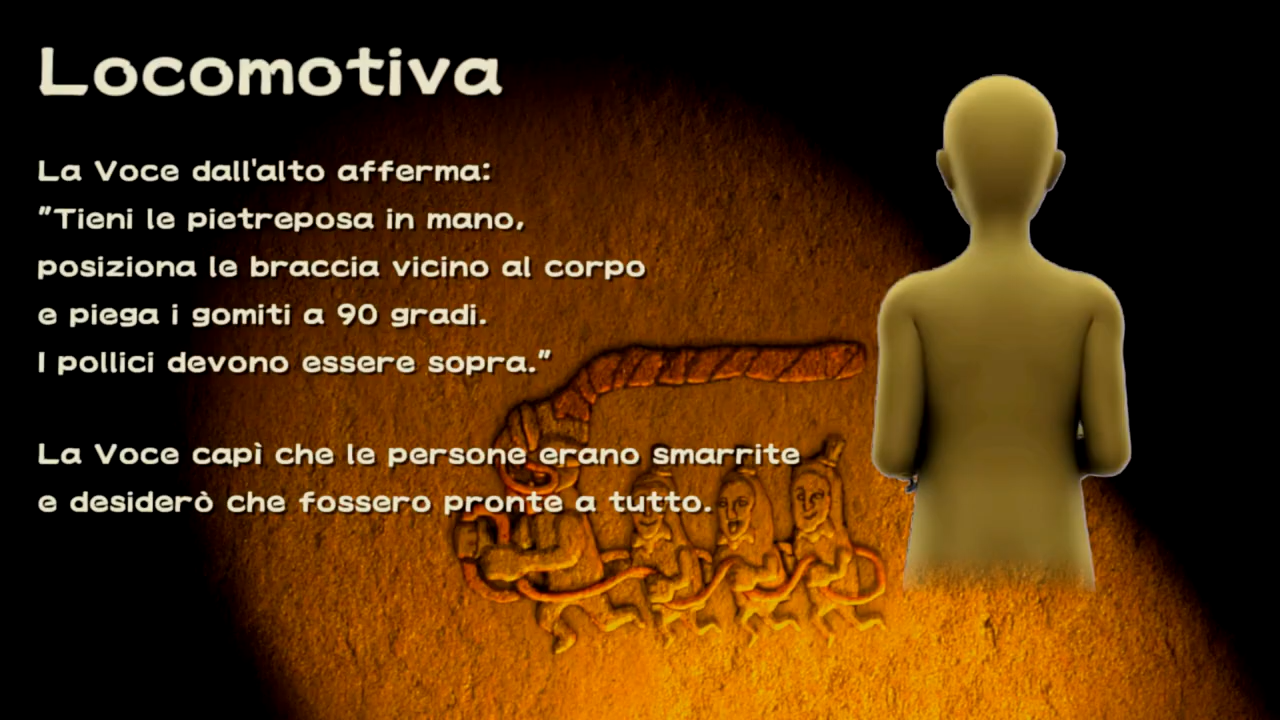 Locomotiva
La Voce dall'alto afferma:
"Tieni le pietreposa in mano,
posiziona le braccia vicino al corpo
e piega i gomiti a 90 gradi.
I pollici devono essere sopra."
La Voce capì che le persone erano smarrite
e desiderò che fossero pronte a tutto.